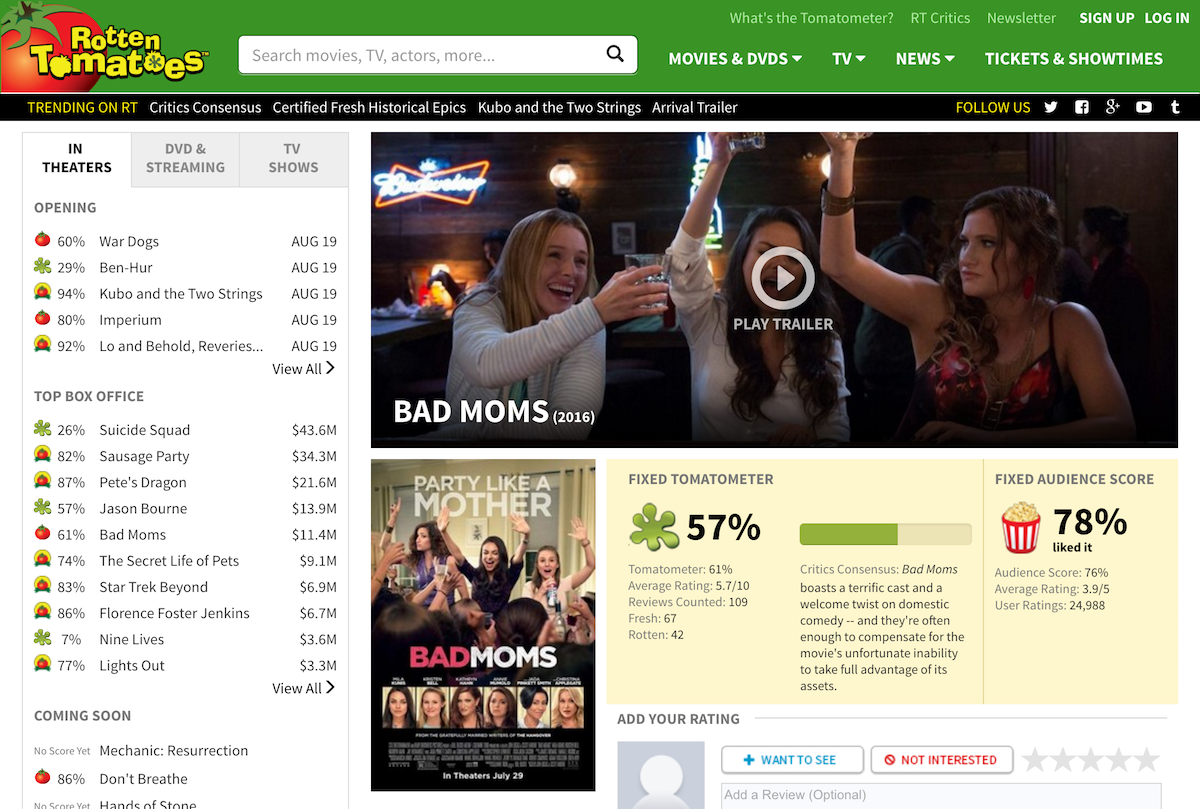 What's the Tomatometer? RT Critics Newsletter SIGN UP LOG IN
Rotten
Tomatoes™
Search movies, TV, actors, more...
MOVIES & DVDS TV NEWS TICKETS & SHOWTIMES
TRENDING ON RT Critics Consensus Certified Fresh Historical Epics Kubo and the Two Strings Arrival Trailer FOLLOW US
IN THEATERS
DVD & STREAMING
TV SHOWS
OPENING
60% War Dogs AUG 19
29% Ben-Hur AUG 19
94% Kubo and the Two Strings AUG 19
80% Imperium AUG 19
92% Lo and Behold, Reveries... AUG 19
View All
TOP BOX OFFICE
26% Suicide Squad $43.6M
82% Sausage Party $34.3M
87% Pete's Dragon $21.6M
57% Jason Bourne $13.9M
61% Bad Moms $11.4M
74% The Secret Life of Pets $9.1M
83% Star Trek Beyond $6.9M
86% Florence Foster Jenkins $6.7M
7% Nine Lives $3.6M
77% Lights Out $3.3M
View All
COMING SOON
No Score Yet Mechanic: Resurrection
86% Don't Breathe
No Score Yet Hands of Stone
Budweiser
PLAY TRAILER
BAD MOMS (2016)
PARTY LIKE A
MOTHER
BADMOMS
MILA KUNIS
KRISTEN BELL
KATHRYN HAHN
ANNIE MUMOLO
JADA PINKETT SMITH
CHRISTINA APPLEGATE
FROM THE GRATEFULLY MARRIED WRITERS OF THE HANGOVER
In Theaters July 29
FIXED TOMATOMETER
57%
Tomatometer: 61%
Average Rating: 5.7/10
Reviews Counted: 109
Fresh: 67
Rotten: 42
Critics Consensus: Bad Moms
boasts a terrific cast and a
welcome twist on domestic
comedy -- and they're often
enough to compensate for the
movie's unfortunate inability
to take full advantage of its
assets.
FIXED AUDIENCE SCORE
78%
liked it
Audience Score: 76%
Average Rating: 3.9/5
User Ratings: 24,988
ADD YOUR RATING
WANT TO SEE
NOT INTERESTED
Add a Review (Optional)